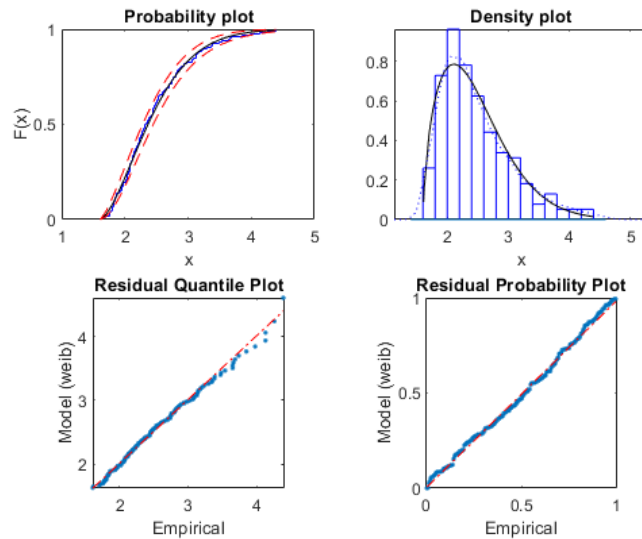 Probability plot
1
0.5
0
F(x)
1 2 3 4 5
x
Density plot
0.8
0.6
0.4
0.2
0
2 3 4 5
x
Residual Quantile Plot
4
3
2
Model (weib)
2 3 4
Empirical
Residual Probability Plot
1
0.5
0
Model (weib)
0 0.5 1
Empirical